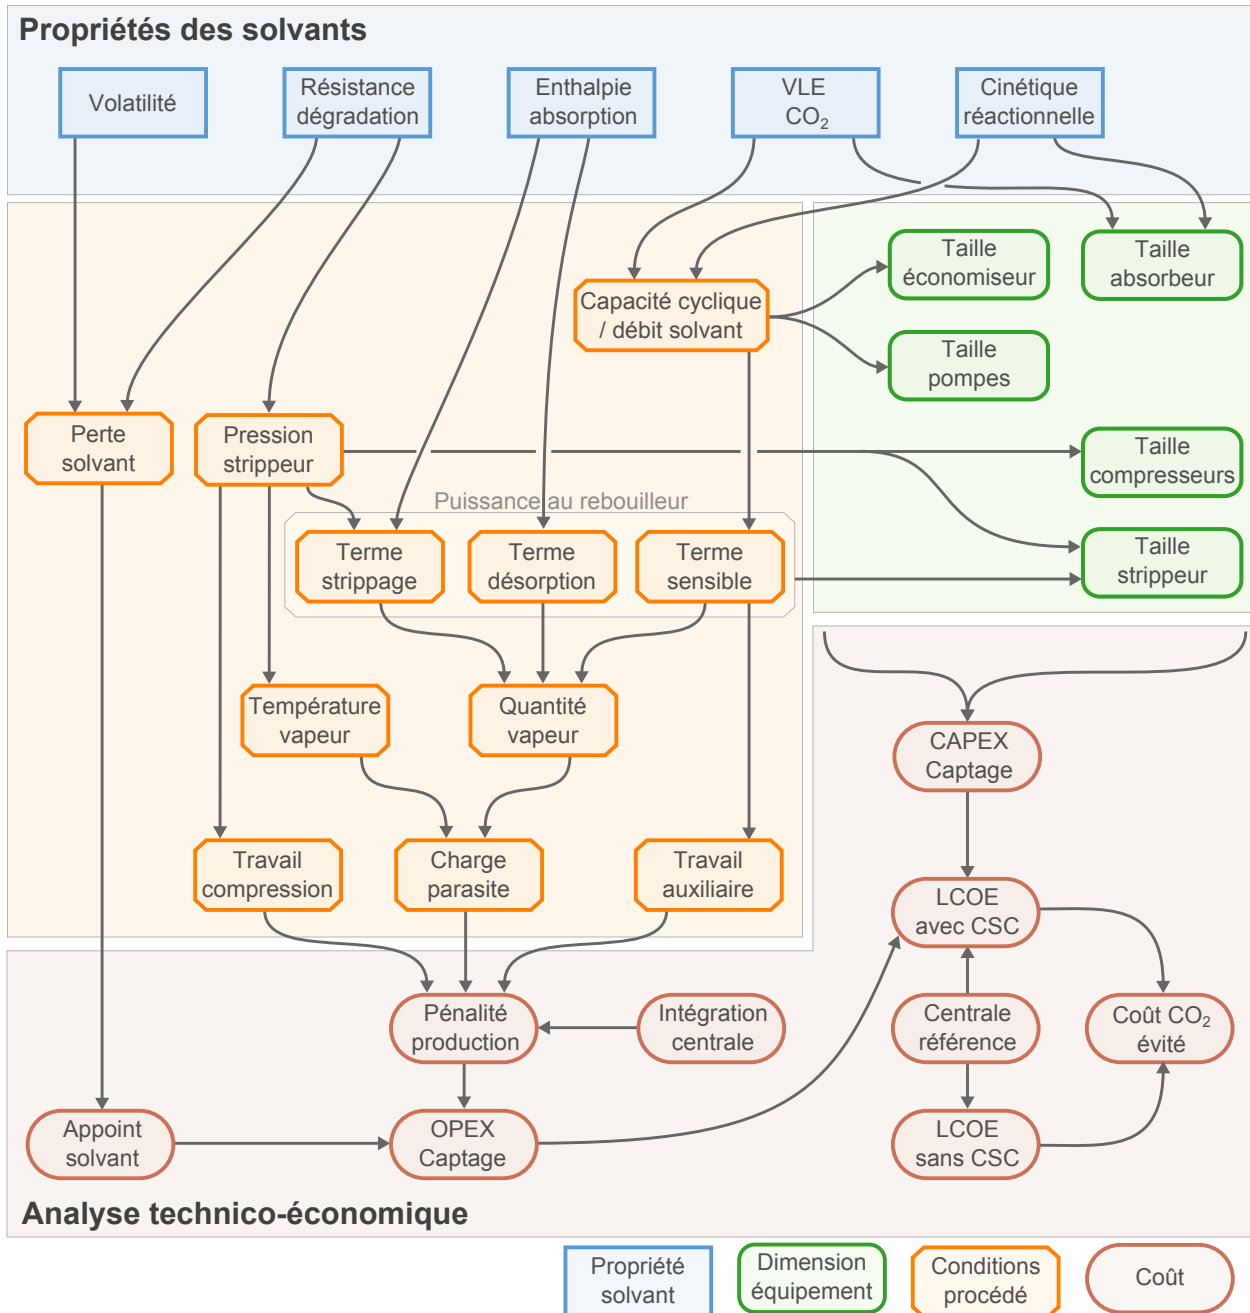 Propriétés des solvants
Volatilité
Résistance
dégradation
Enthalpie
absorption
VLE
CO₂
Cinétique
réactionnelle
Taille
économiseur
Taille
absorbeur
Capacité cyclique
/ débit solvant
Taille
pompes
Perte
solvant
Pression
strippeur
Taille
compresseurs
Puissance au rebouilleur
Terme
strippage
Terme
désorption
Terme
sensible
Taille
strippeur
Température
vapeur
Quantité
vapeur
CAPEX
Captage
Travail
compression
Charge
parasite
Travail
auxiliaire
LCOE
avec CSC
Pénalité
production
Intégration
centrale
Centrale
référence
Coût CO₂
évité
Appoint
solvant
OPEX
Captage
LCOE
sans CSC
Analyse technico-économique
Propriété
solvant
Dimension
équipement
Conditions
procédé
Coût